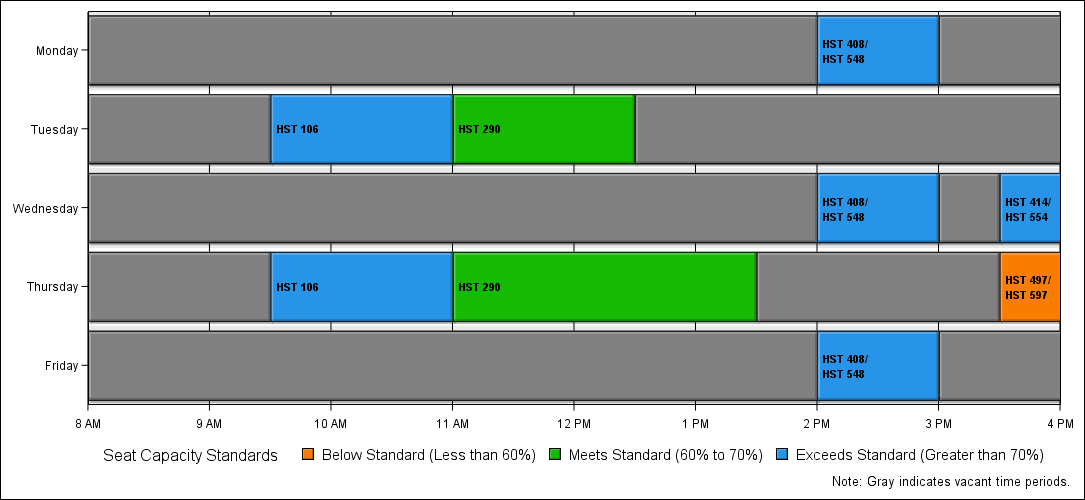 Monday
HST 408/
HST 548
Tuesday
HST 106
HST 290
Wednesday
HST 408/
HST 548
HST 414/
HST 554
Thursday
HST 106
HST 290
HST 497/
HST 597
Friday
HST 408/
HST 548
8 AM 9 AM 10 AM 11 AM 12 PM 1 PM 2 PM 3 PM 4 PM
Seat Capacity Standards Below Standard (Less than 60%) Meets Standard (60% to 70%) Exceeds Standard (Greater than 70%)
Note: Gray indicates vacant time periods.